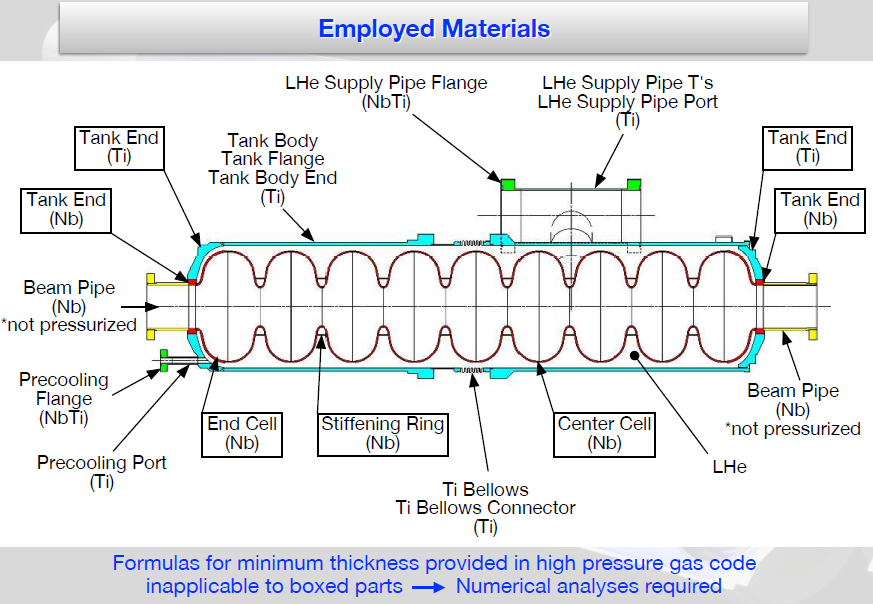 Employed Materials
LHe Supply Pipe Flange
(NbTi)
LHe Supply Pipe T's
LHe Supply Pipe Port
(Ti)
Tank End
(Ti)
Tank Body
Tank Flange
Tank Body End
(Ti)
Tank End
(Ti)
Tank End
(Nb)
Tank End
(Nb)
Beam Pipe
(Nb)
*not pressurized
Precooling
Flange
(NbTi)
Precooling Port
(Ti)
End Cell
(Nb)
Stiffening Ring
(Nb)
Center Cell
(Nb)
Beam Pipe
(Nb)
*not pressurized
LHe
Ti Bellows
Ti Bellows Connector
(Ti)
Formulas for minimum thickness provided in high pressure gas code
inapplicable to boxed parts → Numerical analyses required